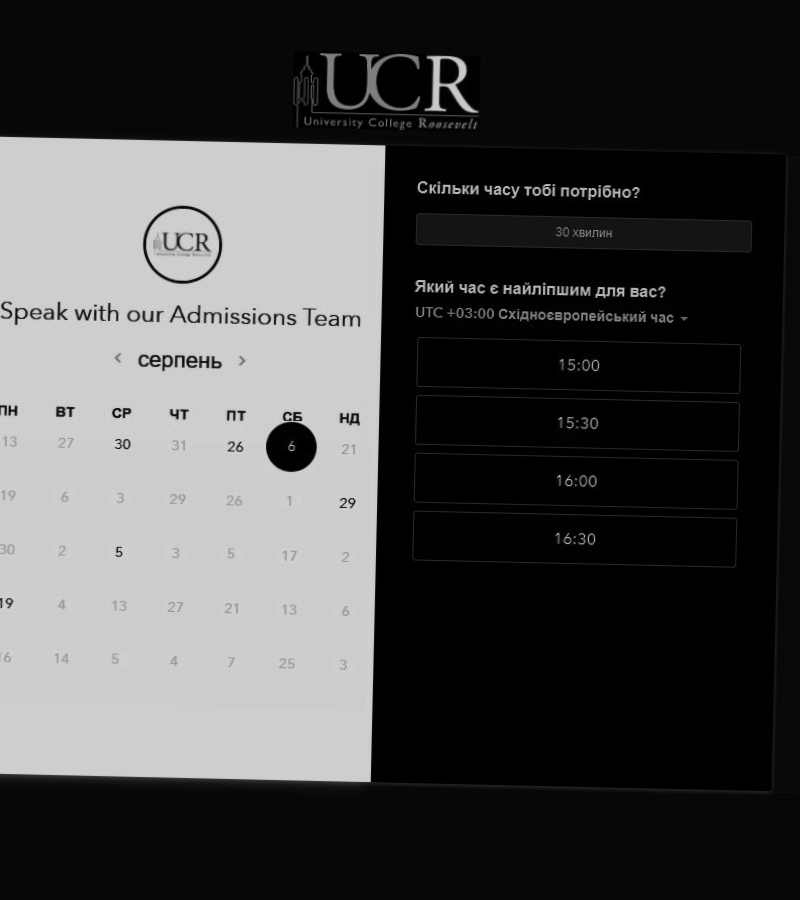 UCR
University College Roosevelt
UCR
Speak with our Admissions Team
серпень
ПН ВТ СР ЧТ ПТ СБ НД
13 27 30 31 26 6 21
19 6 3 29 26 1 29
30 2 5 3 5 17 2
19 4 13 27 21 13 6
16 14 5 4 7 25 3
Скільки часу тобі потрібно?
30 хвилин
Який час є найліпшим для вас?
UTC +03:00 Східноєвропейський час
15:00
15:30
16:00
16:30